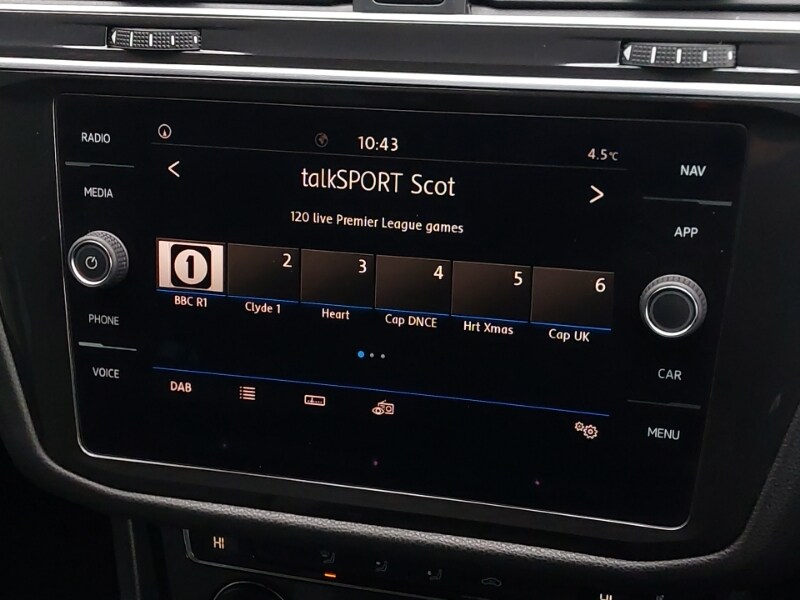 RADIO
MEDIA
PHONE
VOICE
10:43
4.5°C
< >
talkSPORT Scot
120 live Premier League games
1 2 3 4 5 6
BBC R1 Clyde 1 Heart Cap DNCE Hrt Xmas Cap UK
DAB
NAV
APP
CAR
MENU
HI
HI